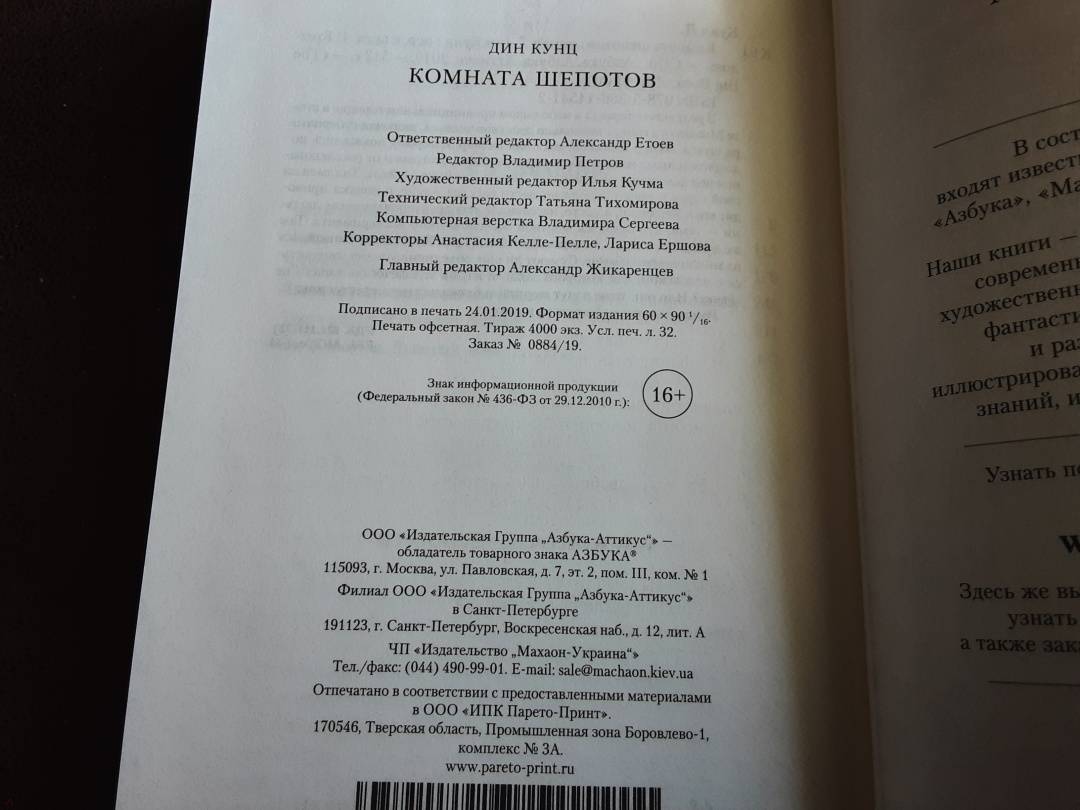 ДИН КУНЦ
КОМНАТА ШЕПОТОВ
Ответственный редактор Александр Етоев
Редактор Владимир Петров
Художественный редактор Илья Кучма
Технический редактор Татьяна Тихомирова
Компьютерная верстка Владимира Сергеева
Корректоры Анастасия Келле-Пелле, Лариса Ершова
Главный редактор Александр Жикаренцев
Подписано в печать 24.01.2019. Формат издания 60 × 90 1/16.
Печать офсетная. Тираж 4000 экз. Усл. печ. л. 32.
Заказ № 0884/19.
Знак информационной продукции
(Федеральный закон № 436-ФЗ от 29.12.2010 г.):
16+
ООО «Издательская Группа „Азбука-Аттикус“» —
обладатель товарного знака АЗБУКА®
115093, г. Москва, ул. Павловская, д. 7, эт. 2, пом. III, ком. № 1
Филиал ООО «Издательская Группа „Азбука-Аттикус“»
в Санкт-Петербурге
191123, г. Санкт-Петербург, Воскресенская наб., д. 12, лит. А
ЧП «Издательство „Махаон-Украина“»
Тел./факс: (044) 490-99-01. E-mail: sale@machaon.kiev.ua
Отпечатано в соответствии с предоставленными материалами
в ООО «ИПК Парето-Принт».
170546, Тверская область, Промышленная зона Боровлево-1,
комплекс № 3А.
www.pareto-print.ru
В сост
входят извест
«Азбука», «Ма
Наши книги —
современ
художествен
фантасти
и раз
иллюстрирова
знаний, и
Узнать п
w
Здесь же вы
узнать
а также зак